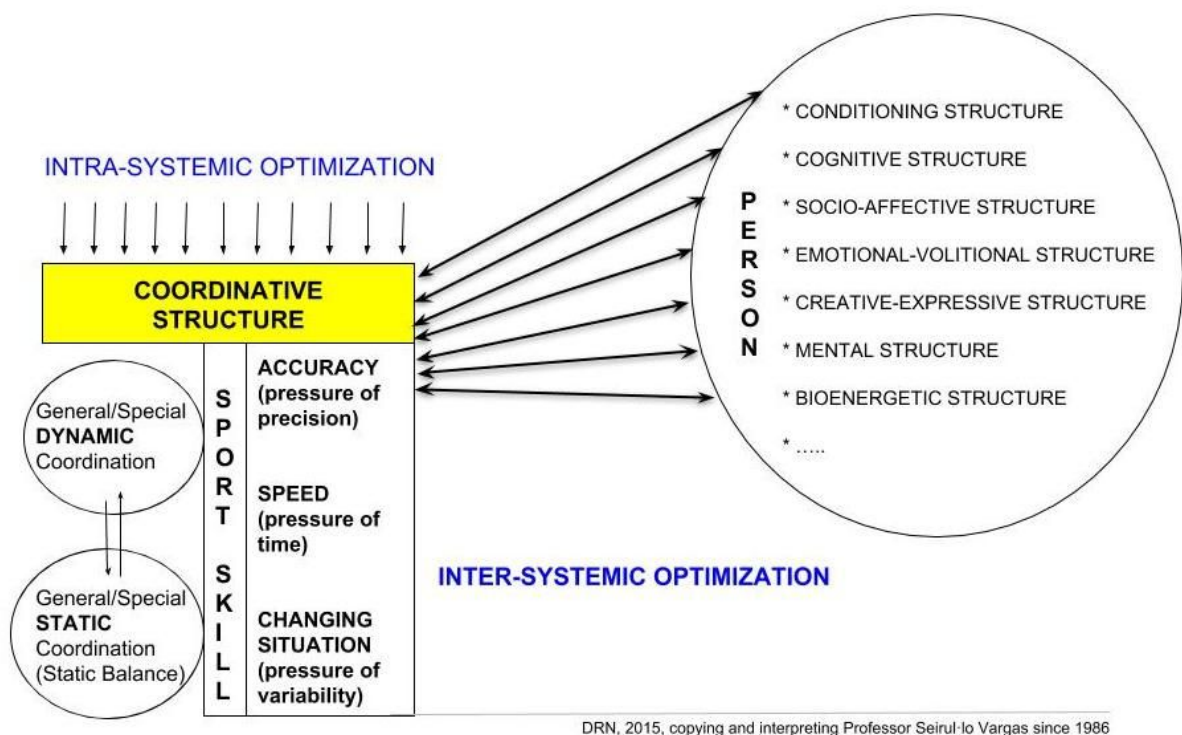 INTRA-SYSTEMIC OPTIMIZATION
COORDINATIVE
STRUCTURE
General/Special
DYNAMIC
Coordination
General/Special
STATIC
Coordination
(Static Balance)
SPORT SKILL
ACCURACY
(pressure of
precision)
SPEED
(pressure of
time)
CHANGING
SITUATION
(pressure of
variability)
INTER-SYSTEMIC OPTIMIZATION
PERSON
* CONDITIONING STRUCTURE
* COGNITIVE STRUCTURE
* SOCIO-AFFECTIVE STRUCTURE
* EMOTIONAL-VOLITIONAL STRUCTURE
* CREATIVE-EXPRESSIVE STRUCTURE
* MENTAL STRUCTURE
* BIOENERGETIC STRUCTURE
* …..
DRN, 2015, copying and interpreting Professor Seirul·lo Vargas since 1986